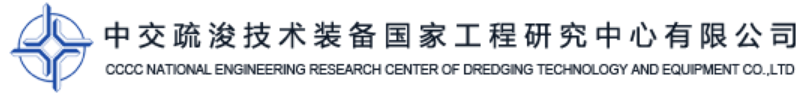 中交疏浚技术装备国家工程研究中心有限公司
CCCC NATIONAL ENGINEERING RESEARCH CENTER OF DREDGING TECHNOLOGY AND EQUIPMENT CO.,LTD